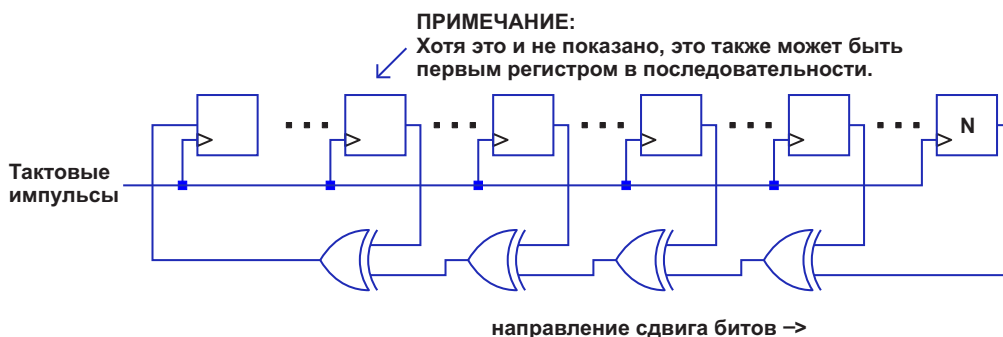 ПРИМЕЧАНИЕ:
Хотя это и не показано, это также может быть
первым регистром в последовательности.
N
Тактовые
импульсы
направление сдвига битов –>